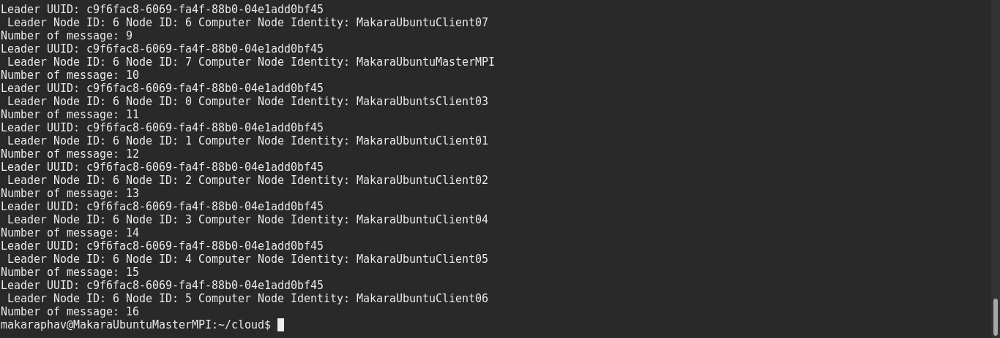 Leader UUID: c9f6fac8-6069-fa4f-88b0-04e1add0bf45
 Leader Node ID: 6 Node ID: 6 Computer Node Identity: MakaraUbuntuClient07
Number of message: 9
Leader UUID: c9f6fac8-6069-fa4f-88b0-04e1add0bf45
 Leader Node ID: 6 Node ID: 7 Computer Node Identity: MakaraUbuntuMasterMPI
Number of message: 10
Leader UUID: c9f6fac8-6069-fa4f-88b0-04e1add0bf45
 Leader Node ID: 6 Node ID: 0 Computer Node Identity: MakaraUbuntsClient03
Number of message: 11
Leader UUID: c9f6fac8-6069-fa4f-88b0-04e1add0bf45
 Leader Node ID: 6 Node ID: 1 Computer Node Identity: MakaraUbuntuClient01
Number of message: 12
Leader UUID: c9f6fac8-6069-fa4f-88b0-04e1add0bf45
 Leader Node ID: 6 Node ID: 2 Computer Node Identity: MakaraUbuntuClient02
Number of message: 13
Leader UUID: c9f6fac8-6069-fa4f-88b0-04e1add0bf45
 Leader Node ID: 6 Node ID: 3 Computer Node Identity: MakaraUbuntuClient04
Number of message: 14
Leader UUID: c9f6fac8-6069-fa4f-88b0-04e1add0bf45
 Leader Node ID: 6 Node ID: 4 Computer Node Identity: MakaraUbuntuClient05
Number of message: 15
Leader UUID: c9f6fac8-6069-fa4f-88b0-04e1add0bf45
 Leader Node ID: 6 Node ID: 5 Computer Node Identity: MakaraUbuntuClient06
Number of message: 16
makaraphav@MakaraUbuntuMasterMPI:~/cloud$